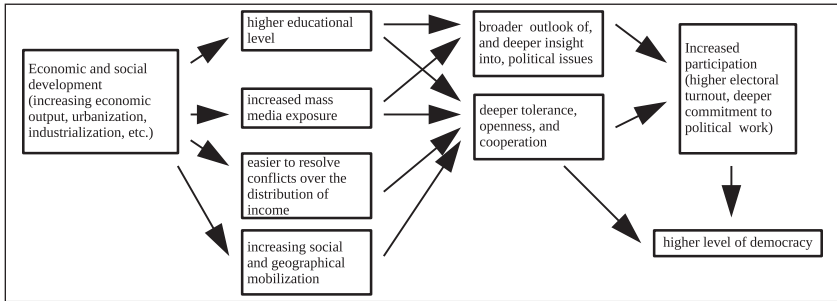 Economic and social
development
(increasing economic
output, urbanization,
industrialization, etc.)
higher educational
level
increased mass
media exposure
easier to resolve
conflicts over the
distribution of
income
increasing social
and geographical
mobilization
broader outlook of,
and deeper insight
into, political issues
deeper tolerance,
openness, and
cooperation
Increased
participation
(higher electoral
turnout, deeper
commitment to
political work)
higher level of democracy